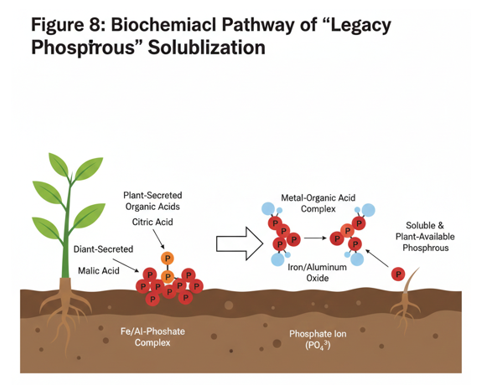 Figure 8: Biochemiacl Pathway of “Legacy
Phosphrous” Solublization
Plant-Secreted
Organic Acids
Citric Acid
Diant-Secreted
Malic Acid
P
P
P
P
P
P
P
P
P
P
Fe/Al-Phoshate
Complex
Metal-Organic Acid
Complex
P
P
P
P
P
P
P
P
Iron/Aluminum
Oxide
Phosphate Ion
(PO₄³)
Soluble &
Plant-Available
Phosphrous
P